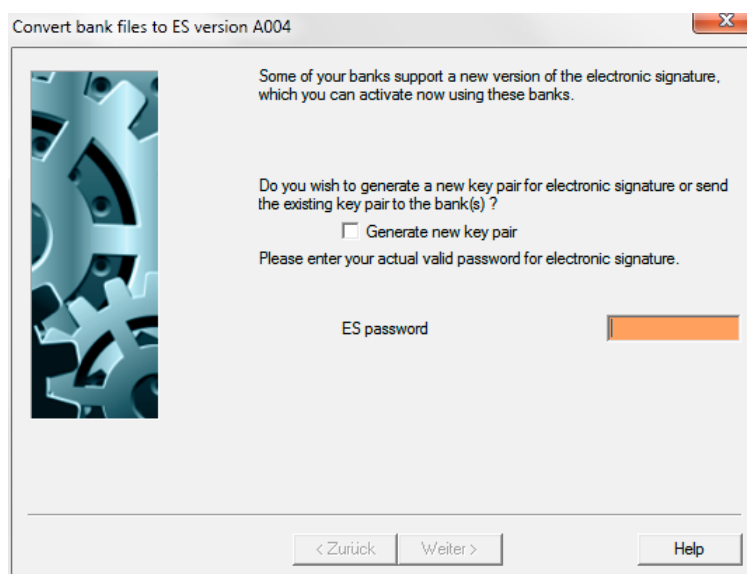 Convert bank files to ES version A004
Some of your banks support a new version of the electronic signature,
which you can activate now using these banks.
Do you wish to generate a new key pair for electronic signature or send
the existing key pair to the bank(s) ?
Generate new key pair
Please enter your actual valid password for electronic signature.
ES password
< Zurück Weiter > Help